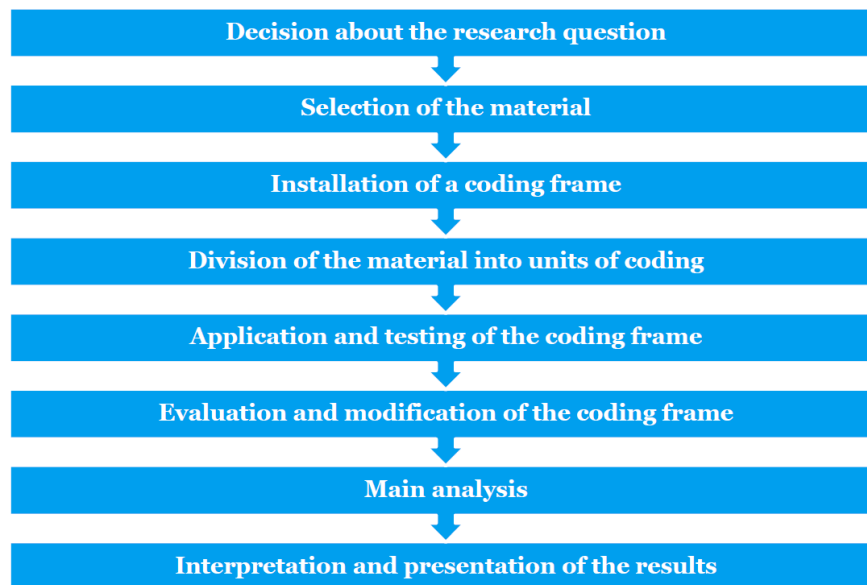 Decision about the research question
Selection of the material
Installation of a coding frame
Division of the material into units of coding
Application and testing of the coding frame
Evaluation and modification of the coding frame
Main analysis
Interpretation and presentation of the results